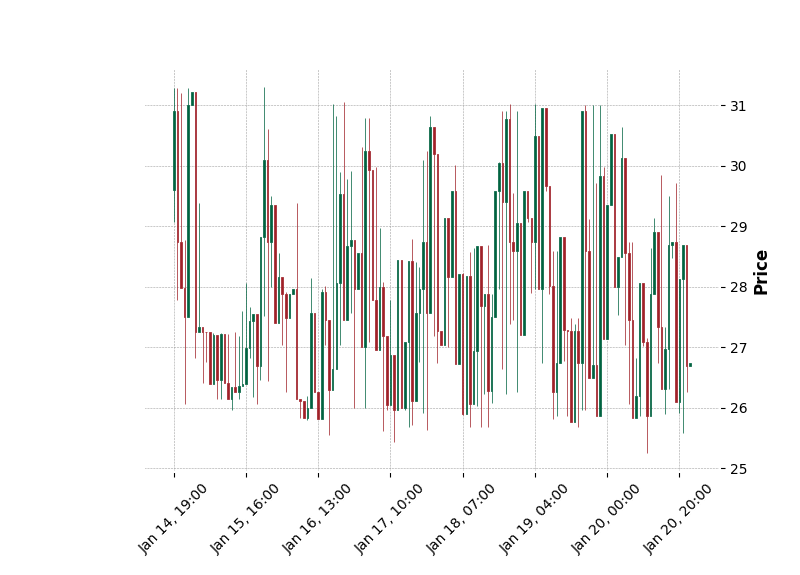 31
30
29
28
27
26
25
Price
Jan 14, 19:00
Jan 15, 16:00
Jan 16, 13:00
Jan 17, 10:00
Jan 18, 07:00
Jan 19, 04:00
Jan 20, 00:00
Jan 20, 20:00